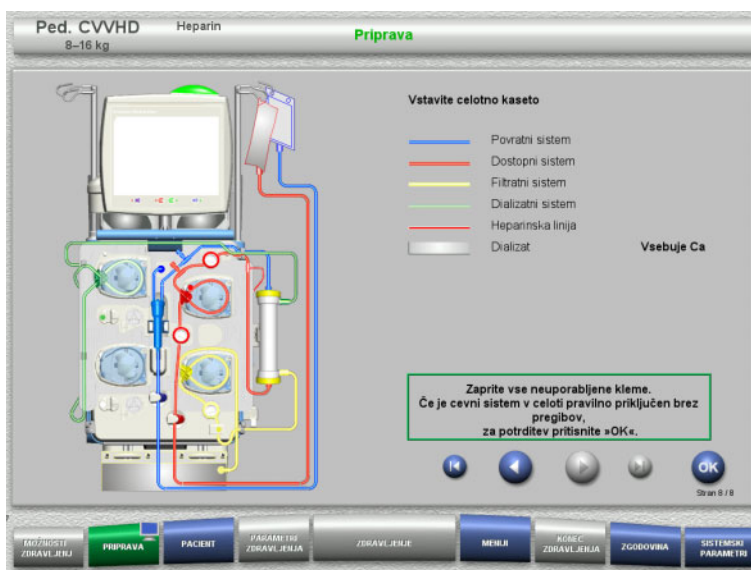 Ped. CVVHD
Heparin
8–16 kg
Priprava
Vstavite celotno kaseto
Povratni sistem
Dostopni sistem
Filtratni sistem
Dializatni sistem
Heparinska linija
Dializat
Vsebuje Ca
Zaprite vse neuporabljene kleme.
Če je cevni sistem v celoti pravilno priključen brez
pregibov,
za potrditev pritisnite »OK«.
OK
Stran 8 / 8
MOŽNOSTI
ZDRAVLJENJ
PRIPRAVA
PACIENT
PARAMETRI
ZDRAVLJENJA
ZDRAVLJENJE
MENIJI
KONEC
ZDRAVLJENJA
ZGODOVINA
SISTEMSKI
PARAMETRI